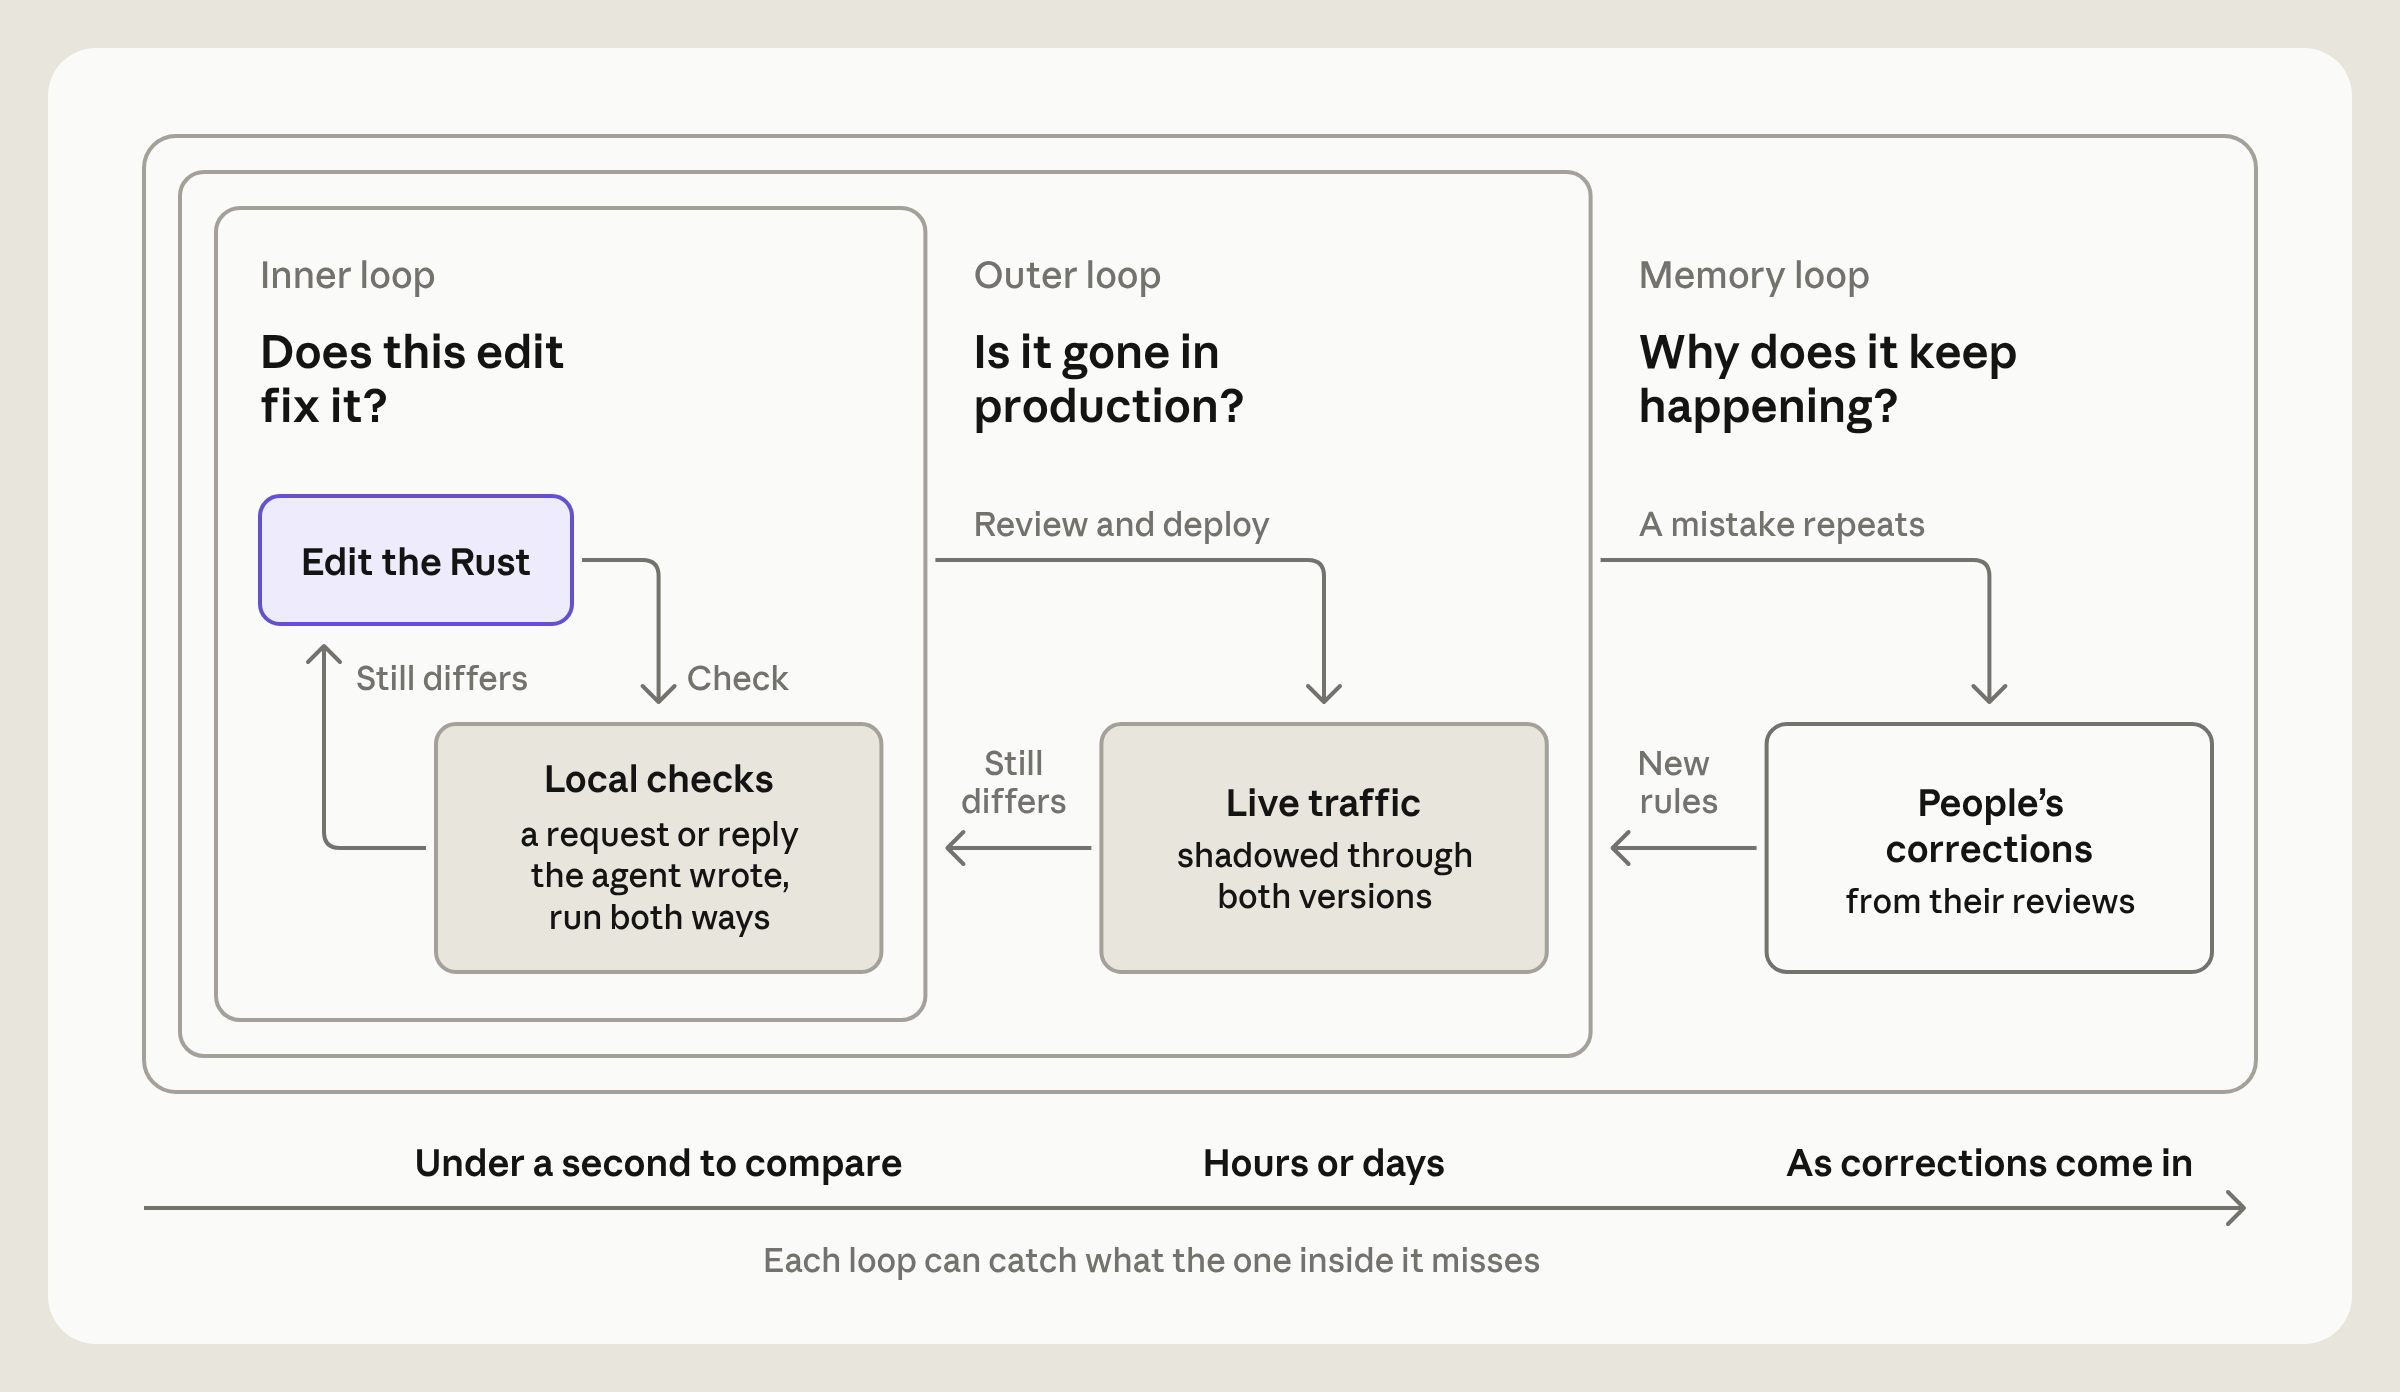 Inner loop
Does this edit
fix it?
Edit the Rust
Still differs
Check
Local checks
a request or reply
the agent wrote,
run both ways
Outer loop
Is it gone in
production?
Review and deploy
Still
differs
Live traffic
shadowed through
both versions
Memory loop
Why does it keep
happening?
A mistake repeats
New
rules
People’s
corrections
from their reviews
Under a second to compare
Hours or days
As corrections come in
Each loop can catch what the one inside it misses